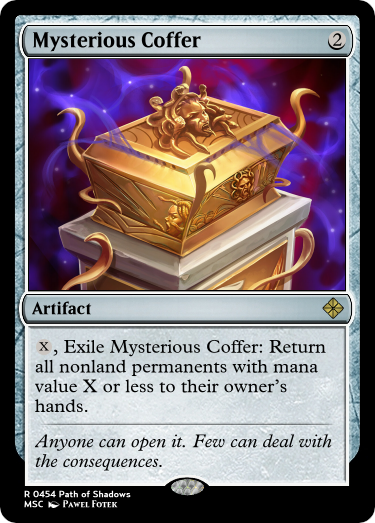 Mysterious Coffer 2
Artifact
X, Exile Mysterious Coffer: Return
all nonland permanents with mana
value X or less to their owner's
hands.
Anyone can open it. Few can deal with
the consequences.
R 0454 Path of Shadows
MSC Pawel Fotek